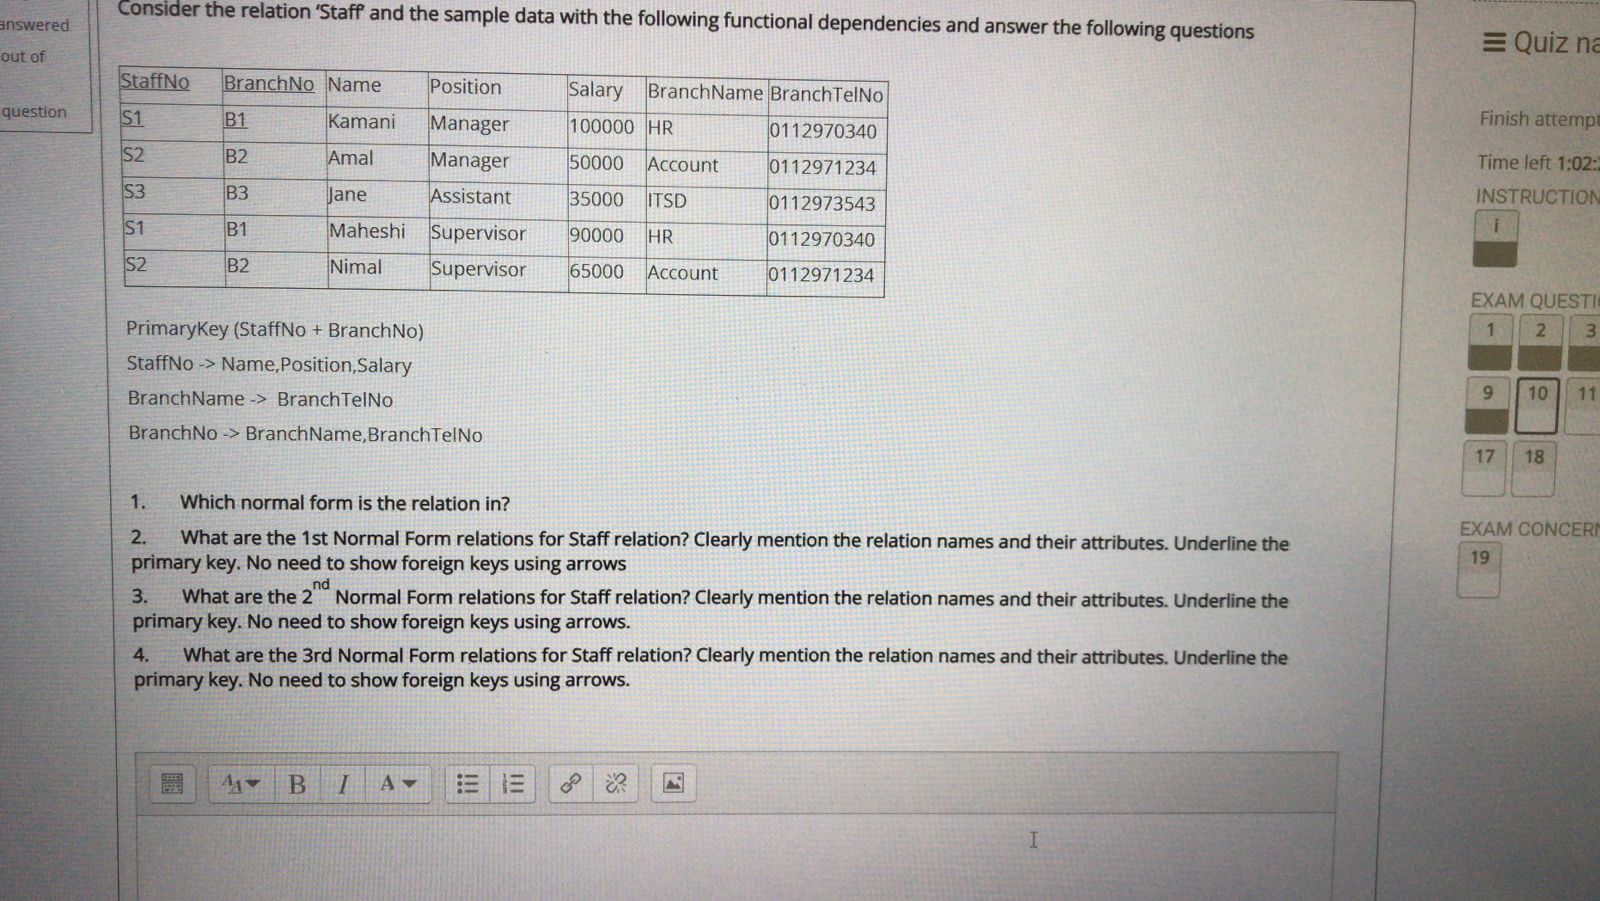 answered
out of
question
Consider the relation 'Staff' and the sample data with the following functional dependencies and answer the following questions
StaffNo BranchNo Name Position Salary BranchName BranchTelNo
S1 B1 Kamani Manager 100000 HR 0112970340
S2 B2 Amal Manager 50000 Account 0112971234
S3 B3 Jane Assistant 35000 ITSD 0112973543
S1 B1 Maheshi Supervisor 90000 HR 0112970340
S2 B2 Nimal Supervisor 65000 Account 0112971234
PrimaryKey (StaffNo + BranchNo)
StaffNo -> Name,Position,Salary
BranchName -> BranchTelNo
BranchNo -> BranchName,BranchTelNo
1. Which normal form is the relation in?
2. What are the 1st Normal Form relations for Staff relation? Clearly mention the relation names and their attributes. Underline the
primary key. No need to show foreign keys using arrows
3. What are the 2nd Normal Form relations for Staff relation? Clearly mention the relation names and their attributes. Underline the
primary key. No need to show foreign keys using arrows.
4. What are the 3rd Normal Form relations for Staff relation? Clearly mention the relation names and their attributes. Underline the
primary key. No need to show foreign keys using arrows.
B I A
Quiz na
Finish attempt
Time left 1:02:
INSTRUCTION
i
EXAM QUESTI
1 2 3
9 10 11
17 18
EXAM CONCERN
19